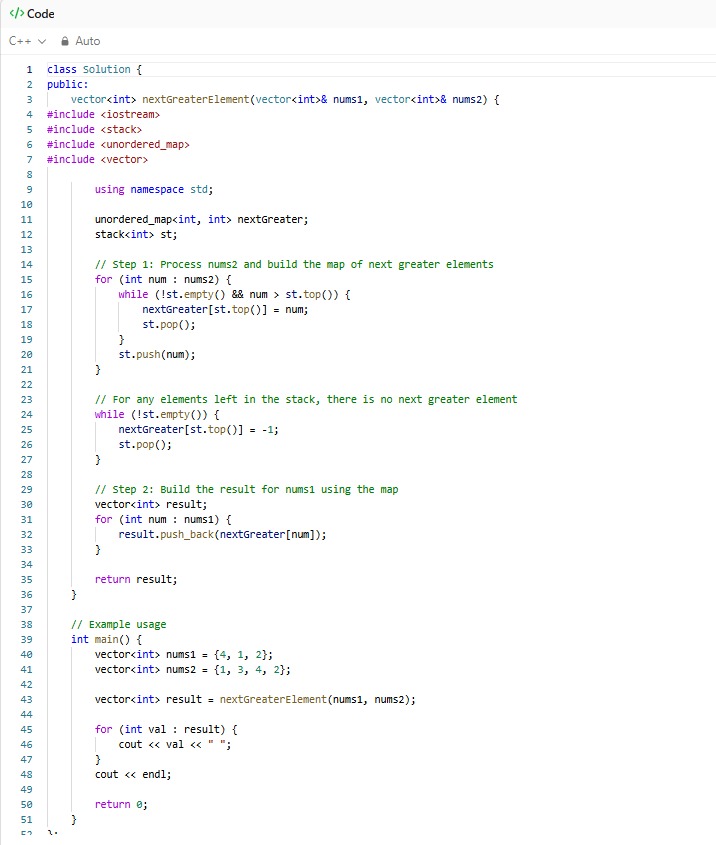 </> Code
C++ Auto
1 class Solution {
2 public:
3     vector<int> nextGreaterElement(vector<int>& nums1, vector<int>& nums2) {
4 #include <iostream>
5 #include <stack>
6 #include <unordered_map>
7 #include <vector>
8
9         using namespace std;
10
11         unordered_map<int, int> nextGreater;
12         stack<int> st;
13
14         // Step 1: Process nums2 and build the map of next greater elements
15         for (int num : nums2) {
16             while (!st.empty() && num > st.top()) {
17                 nextGreater[st.top()] = num;
18                 st.pop();
19             }
20             st.push(num);
21         }
22
23         // For any elements left in the stack, there is no next greater element
24         while (!st.empty()) {
25             nextGreater[st.top()] = -1;
26             st.pop();
27         }
28
29         // Step 2: Build the result for nums1 using the map
30         vector<int> result;
31         for (int num : nums1) {
32             result.push_back(nextGreater[num]);
33         }
34
35         return result;
36     }
37
38     // Example usage
39     int main() {
40         vector<int> nums1 = {4, 1, 2};
41         vector<int> nums2 = {1, 3, 4, 2};
42
43         vector<int> result = nextGreaterElement(nums1, nums2);
44
45         for (int val : result) {
46             cout << val << " ";
47         }
48         cout << endl;
49
50         return 0;
51     }
52 };